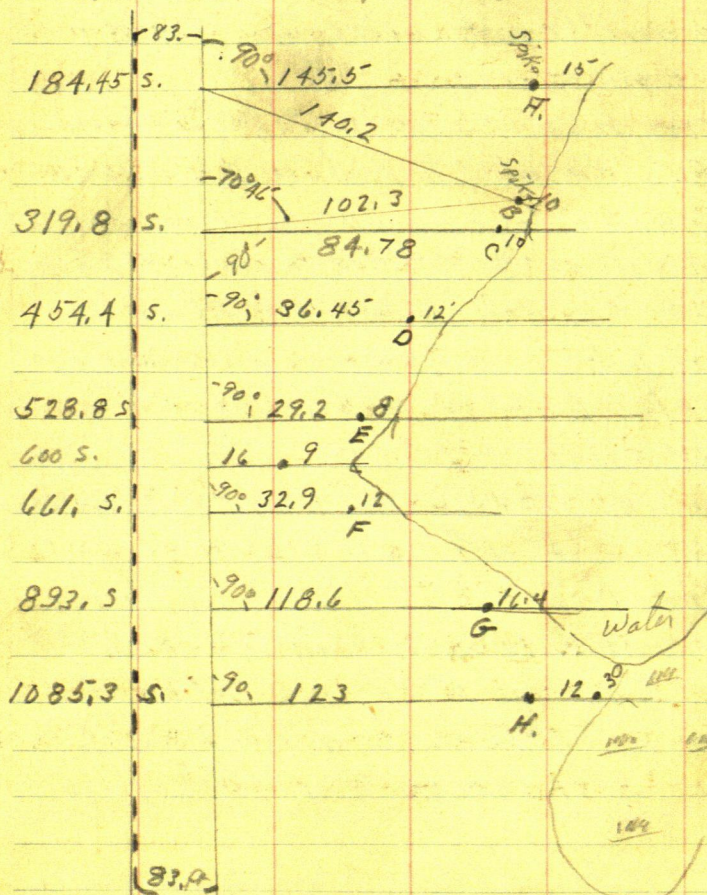 83.
90° 145.5 Spike 15
184.45 S.
A.
140.2
Spike
70°46' 102.3 B 10
319.8 S.
84.78 C 10
90°
454.4 S. 90° 36.45 12
D
528.8 S 90° 29.2 8
E
600 S. 16 9
661. S. 90° 32.9 12
F
893. S 90° 118.6 16.4
G Water
1085.3 S. 90 123 12 30
H.
83.